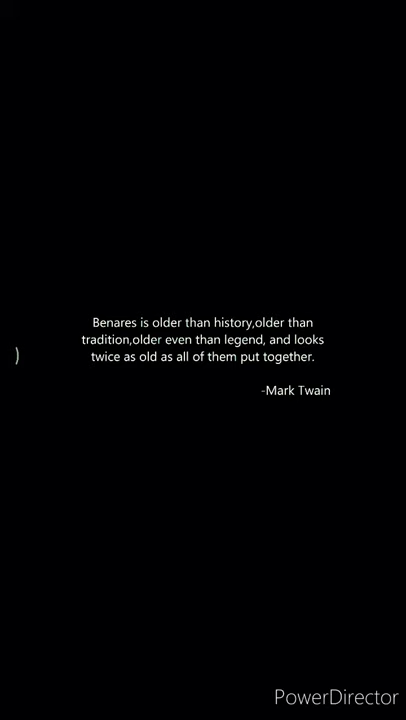 Benares is older than history,older than
tradition,older even than legend, and looks
twice as old as all of them put together.
-Mark Twain
)
PowerDirector